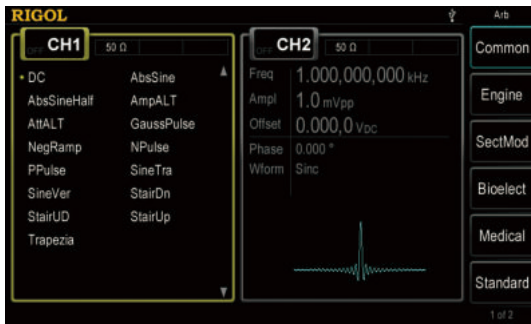 RIGOL
Arb
OFF CH1 50 Ω
DC AbsSine
AbsSineHalf AmpALT
AttALT GaussPulse
NegRamp NPulse
PPulse SineTra
SineVer StairDn
StairUD StairUp
Trapezia
OFF CH2 50 Ω
Freq 1.000,000,000 kHz
Ampl 1.0 mVpp
Offset 0.000,0 VDC
Phase 0.000 °
Wform Sinc
Common
Engine
SectMod
Bioelect
Medical
Standard
1 of 2